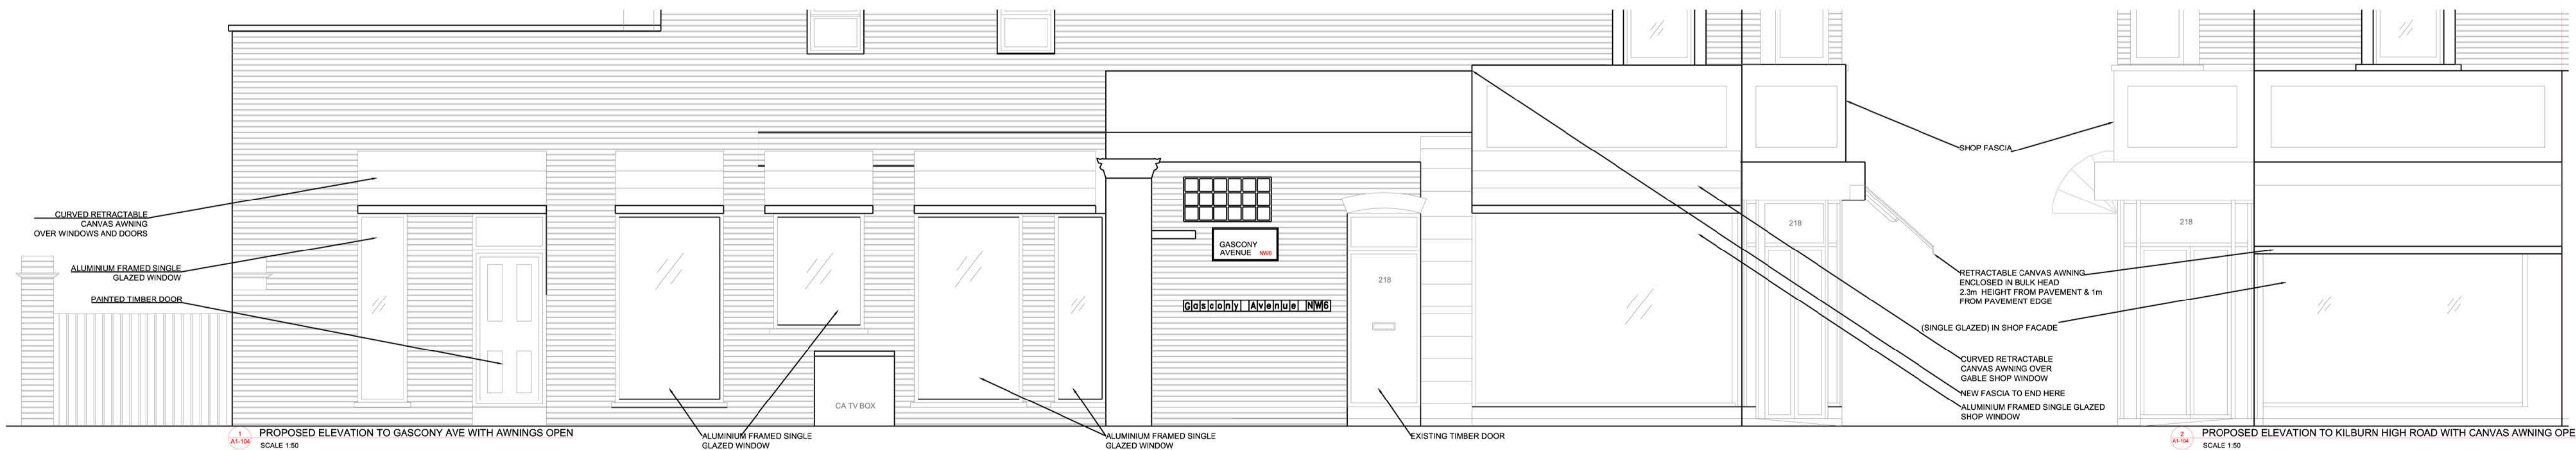 CURVED RETRACTABLE
CANVAS AWNING
OVER WINDOWS AND DOORS
ALUMINIUM FRAMED SINGLE
GLAZED WINDOW
PAINTED TIMBER DOOR
CA TV BOX
GASCONY
AVENUE NW6
Gascony Avenue NW6
218
218
SHOP FASCIA
RETRACTABLE CANVAS AWNING
ENCLOSED IN BULK HEAD
2.3m HEIGHT FROM PAVEMENT & 1m
FROM PAVEMENT EDGE
(SINGLE GLAZED) IN SHOP FACADE
CURVED RETRACTABLE
CANVAS AWNING OVER
GABLE SHOP WINDOW
NEW FASCIA TO END HERE
ALUMINIUM FRAMED SINGLE GLAZED
SHOP WINDOW
218
1
A1-104
PROPOSED ELEVATION TO GASCONY AVE WITH AWNINGS OPEN
SCALE 1:50
ALUMINIUM FRAMED SINGLE
GLAZED WINDOW
ALUMINIUM FRAMED SINGLE
GLAZED WINDOW
EXISTING TIMBER DOOR
2
A1-104
PROPOSED ELEVATION TO KILBURN HIGH ROAD WITH CANVAS AWNING OPE
SCALE 1:50